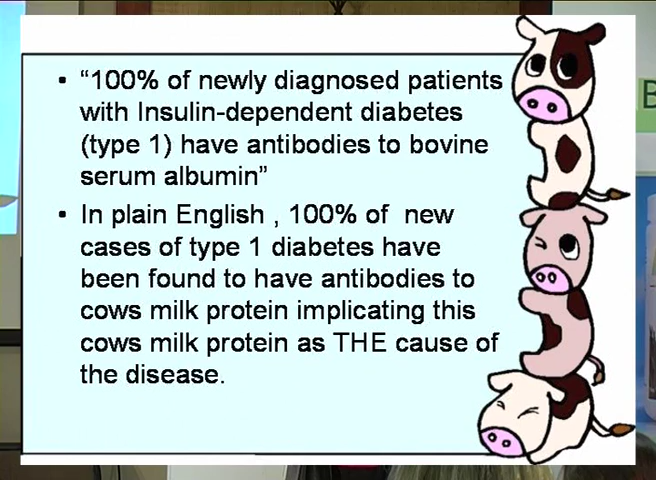 • “100% of newly diagnosed patients
with Insulin-dependent diabetes
(type 1) have antibodies to bovine
serum albumin”
• In plain English , 100% of  new
cases of type 1 diabetes have
been found to have antibodies to
cows milk protein implicating this
cows milk protein as THE cause of
the disease.
B